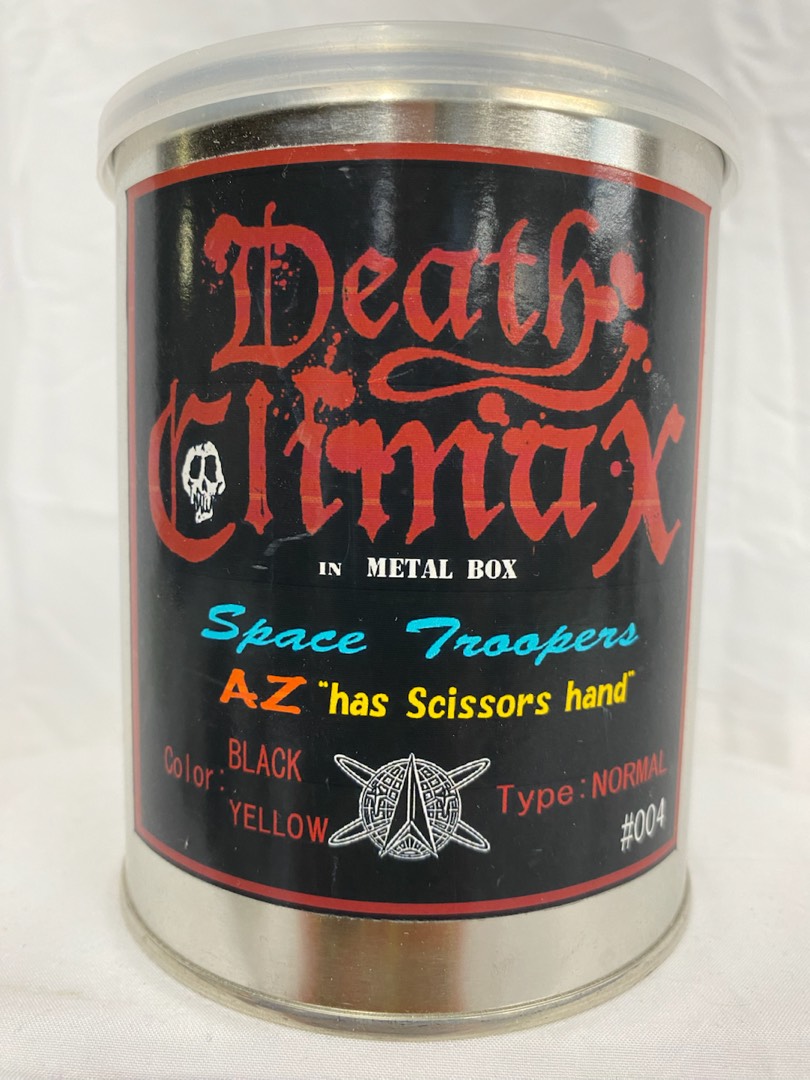 Death
Climax
IN METAL BOX
Space Troopers
AZ "has Scissors hand"
Color: BLACK
YELLOW
Type:NORMAL
#004